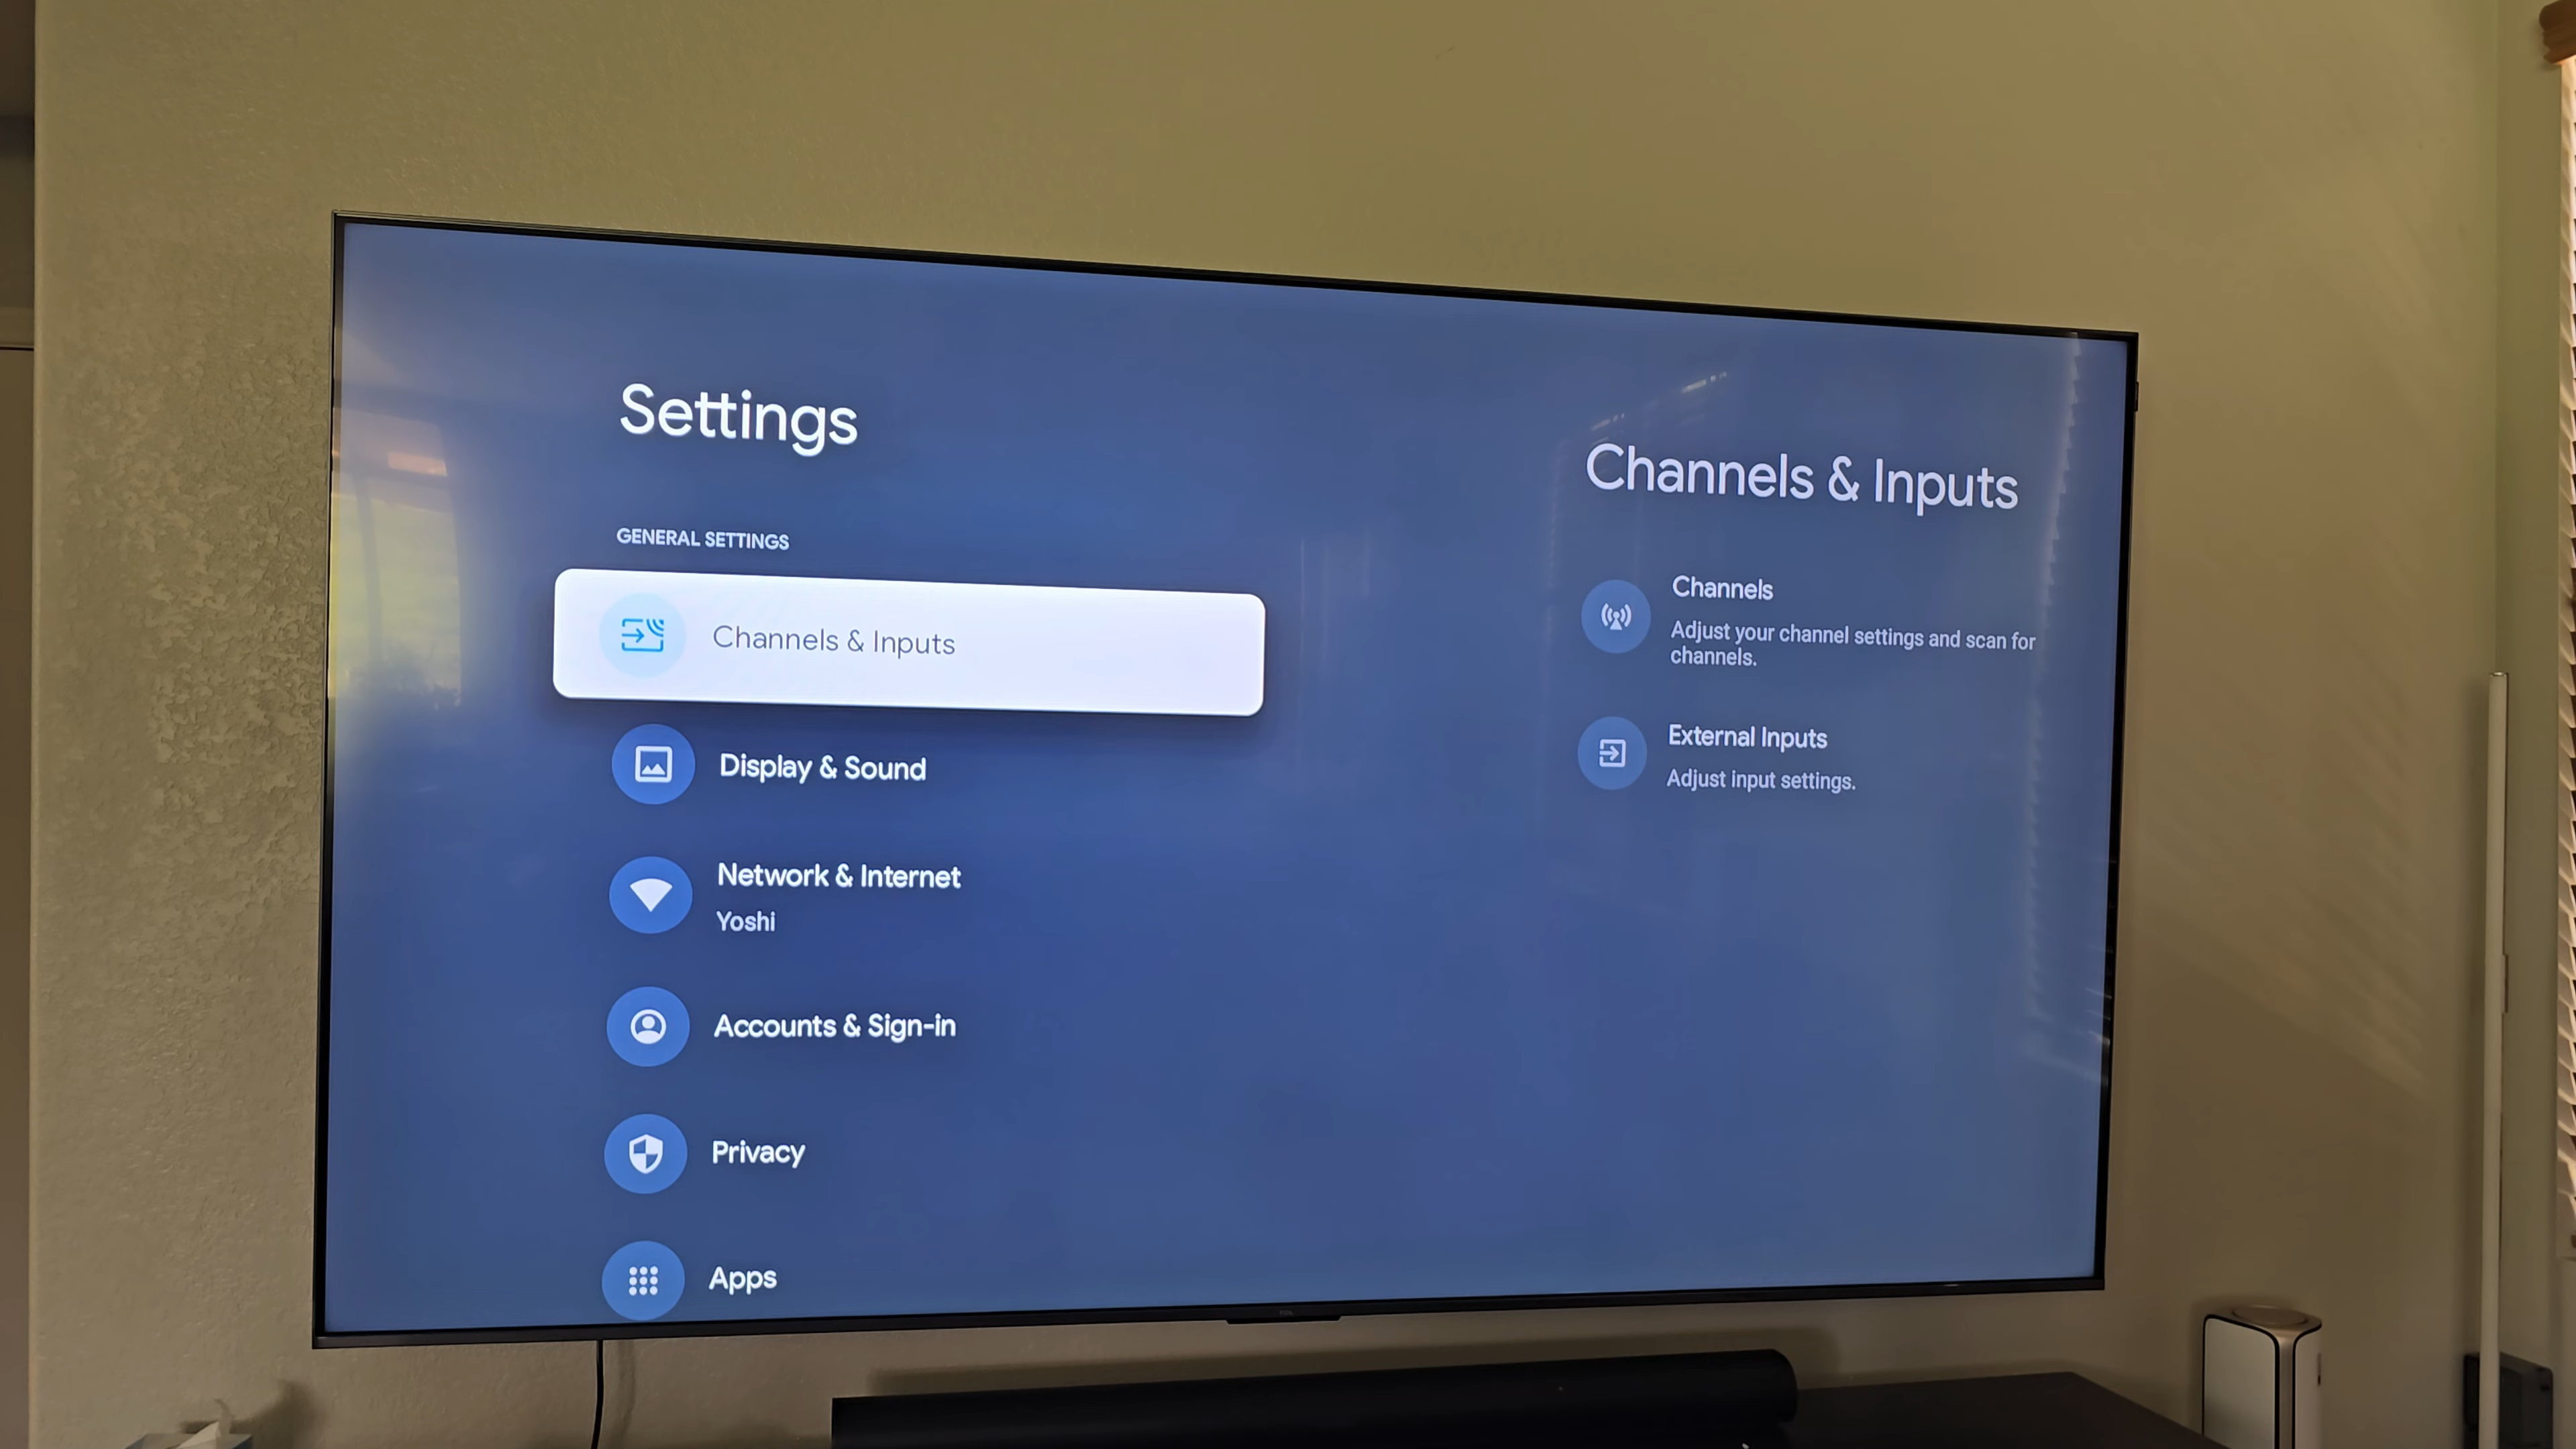 Settings
GENERAL SETTINGS
Channels & Inputs
Display & Sound
Network & Internet
Yoshi
Accounts & Sign-in
Privacy
Apps
Channels & Inputs
Channels
Adjust your channel settings and scan for
channels.
External Inputs
Adjust input settings.